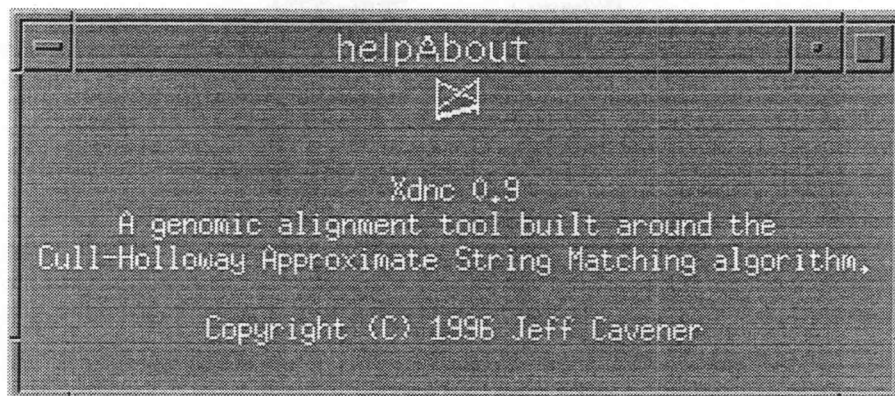 helpAbout
Xdnc 0.9
A genomic alignment tool built around the
Cull-Holloway Approximate String Matching algorithm.
Copyright (C) 1996 Jeff Cavener